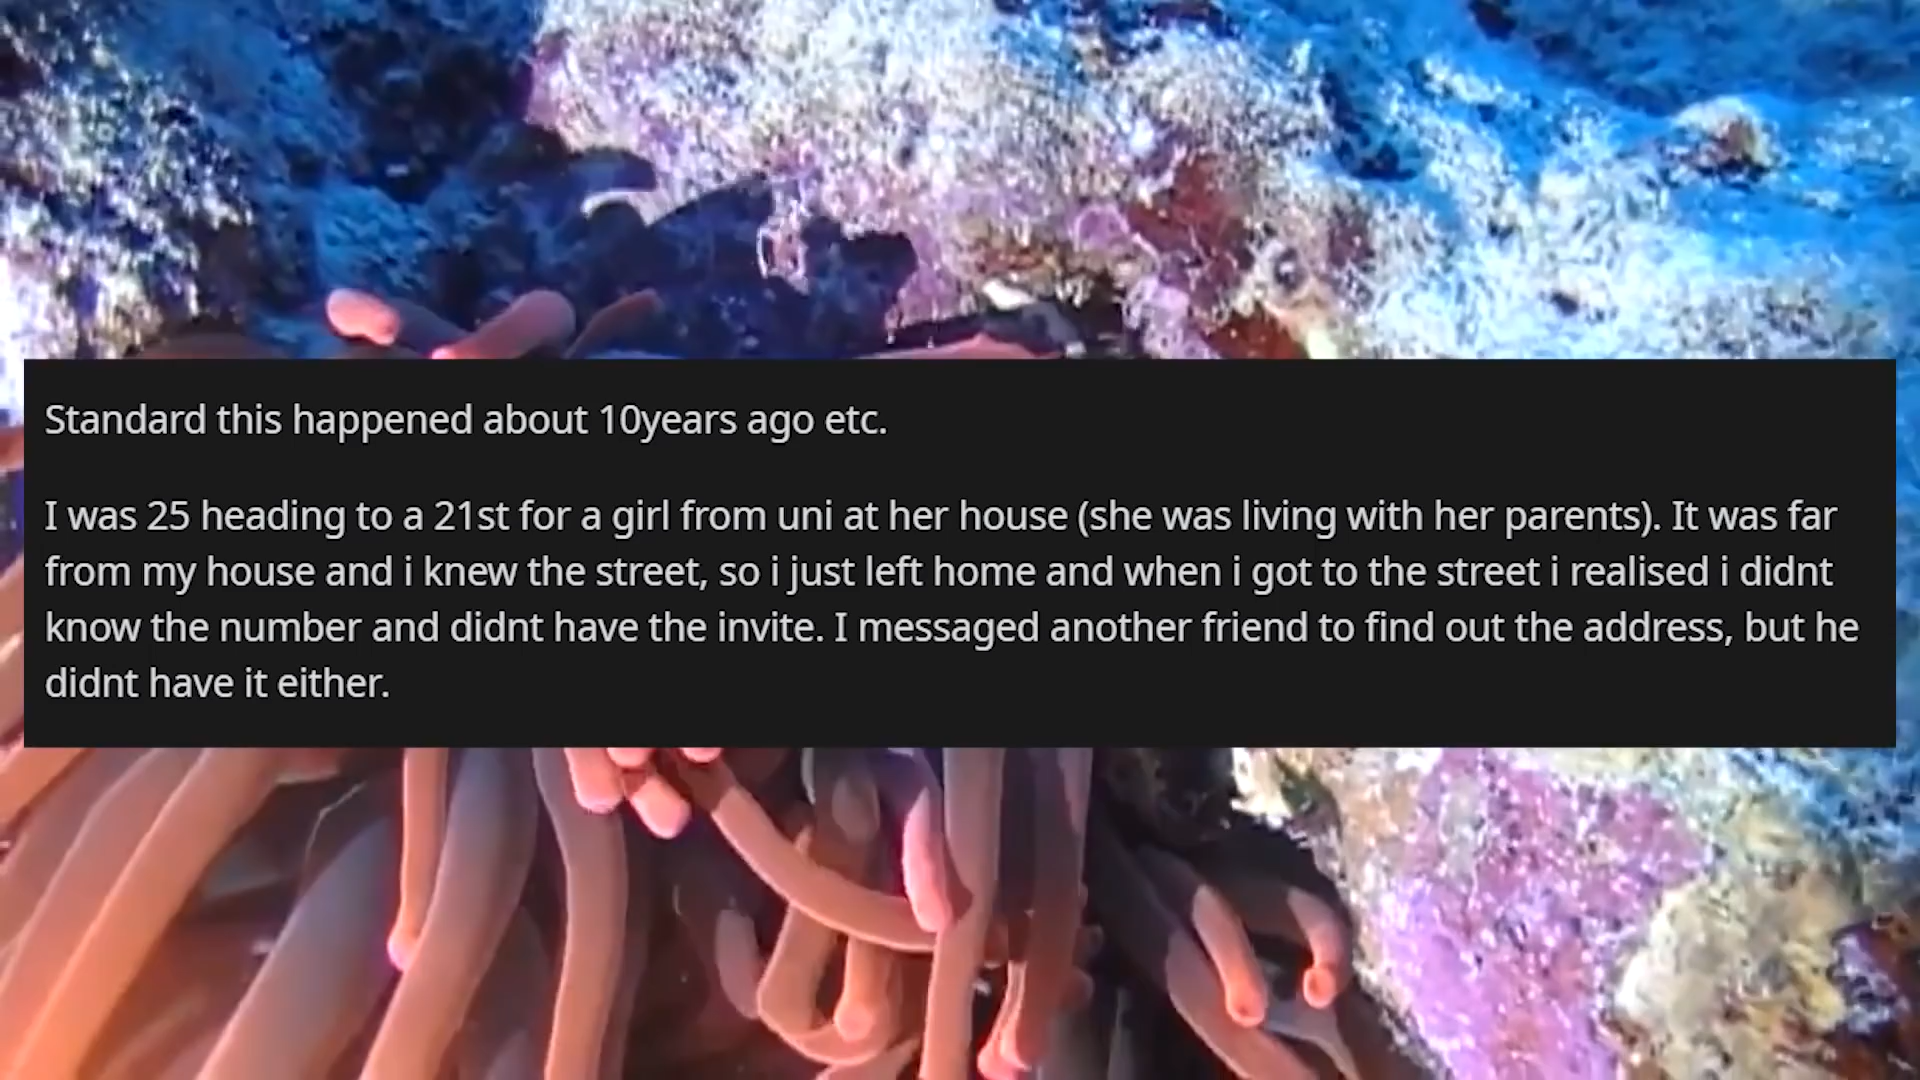 Standard this happened about 10years ago etc.
I was 25 heading to a 21st for a girl from uni at her house (she was living with her parents). It was far
from my house and i knew the street, so i just left home and when i got to the street i realised i didnt
know the number and didnt have the invite. I messaged another friend to find out the address, but he
didnt have it either.